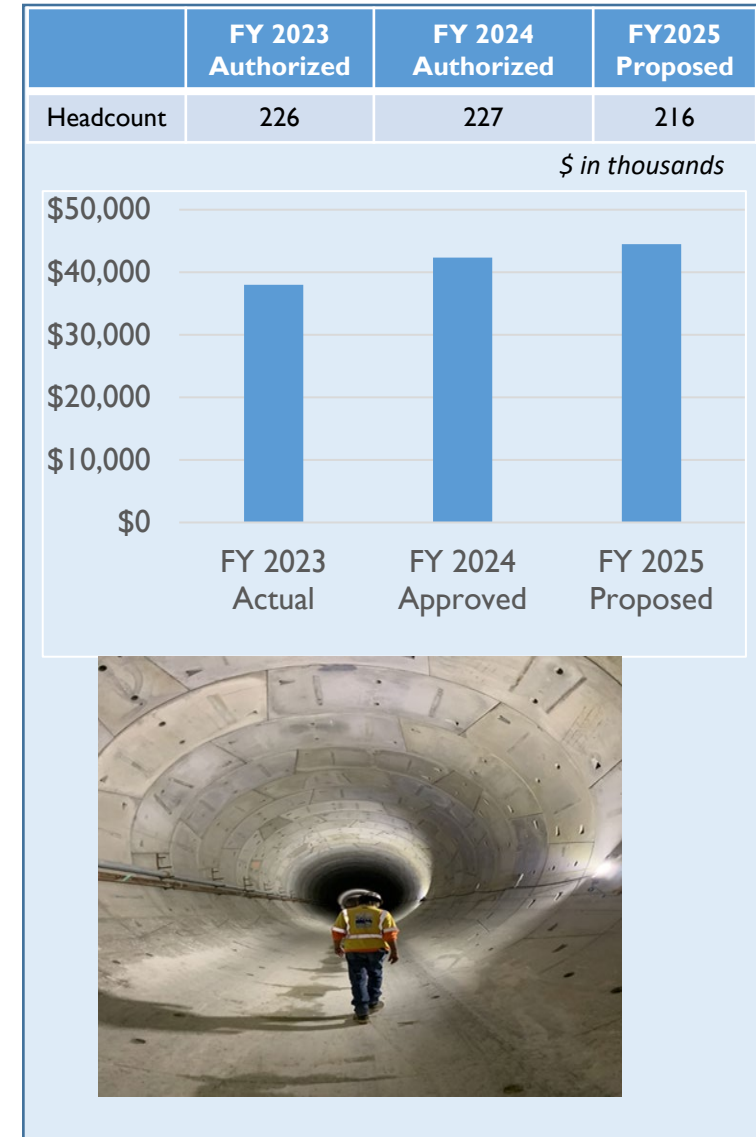 FY 2023 Authorized
FY 2024 Authorized
FY2025 Proposed
Headcount 226 227 216
$ in thousands
$50,000
$40,000
$30,000
$20,000
$10,000
$0
FY 2023 Actual
FY 2024 Approved
FY 2025 Proposed